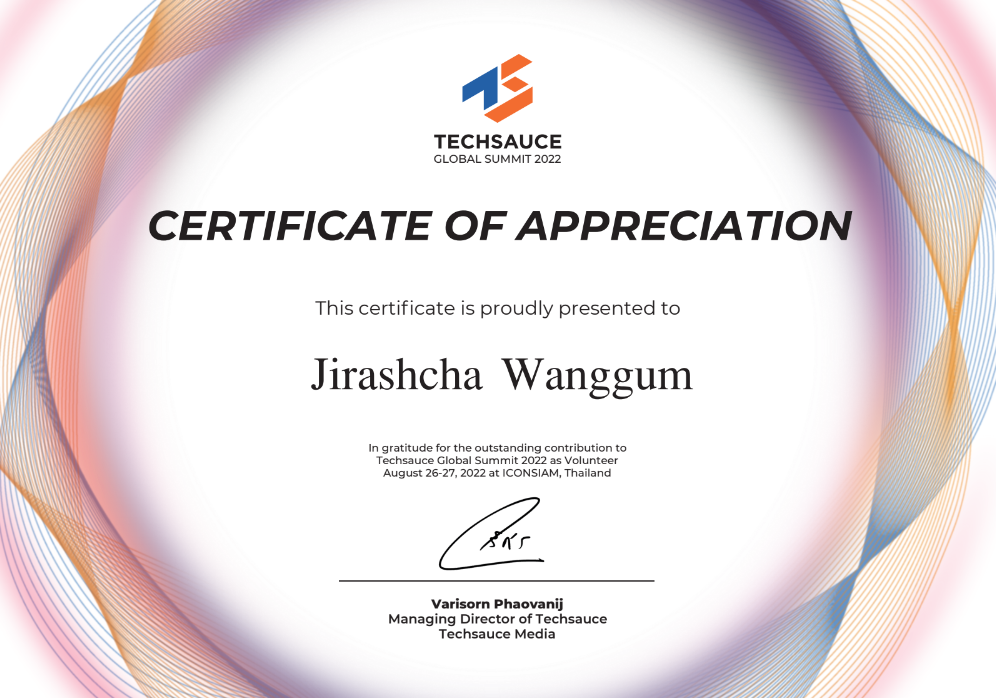 TECHSAUCE
GLOBAL SUMMIT 2022
CERTIFICATE OF APPRECIATION
This certificate is proudly presented to
Jirashcha Wanggum
In gratitude for the outstanding contribution to
Techsauce Global Summit 2022 as Volunteer
August 26-27, 2022 at ICONSIAM, Thailand
Varisorn Phaovanij
Managing Director of Techsauce
Techsauce Media